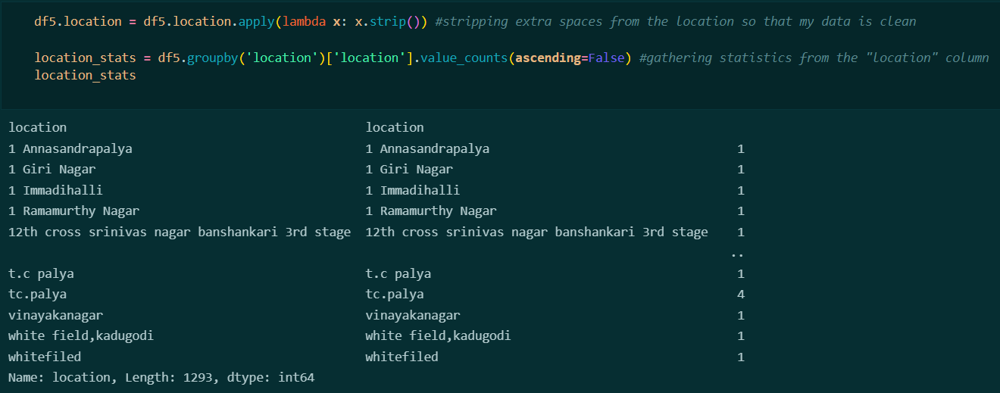 df5.location = df5.location.apply(lambda x: x.strip()) #stripping extra spaces from the location so that my data is clean
location_stats = df5.groupby('location')['location'].value_counts(ascending=False) #gathering statistics from the "location" column
location_stats
location location
1 Annasandrapalya 1 Annasandrapalya 1
1 Giri Nagar 1 Giri Nagar 1
1 Immadihalli 1 Immadihalli 1
1 Ramamurthy Nagar 1 Ramamurthy Nagar 1
12th cross srinivas nagar banshankari 3rd stage 12th cross srinivas nagar banshankari 3rd stage 1
..
t.c palya t.c palya 1
tc.palya tc.palya 4
vinayakanagar vinayakanagar 1
white field,kadugodi white field,kadugodi 1
whitefiled whitefiled 1
Name: location, Length: 1293, dtype: int64